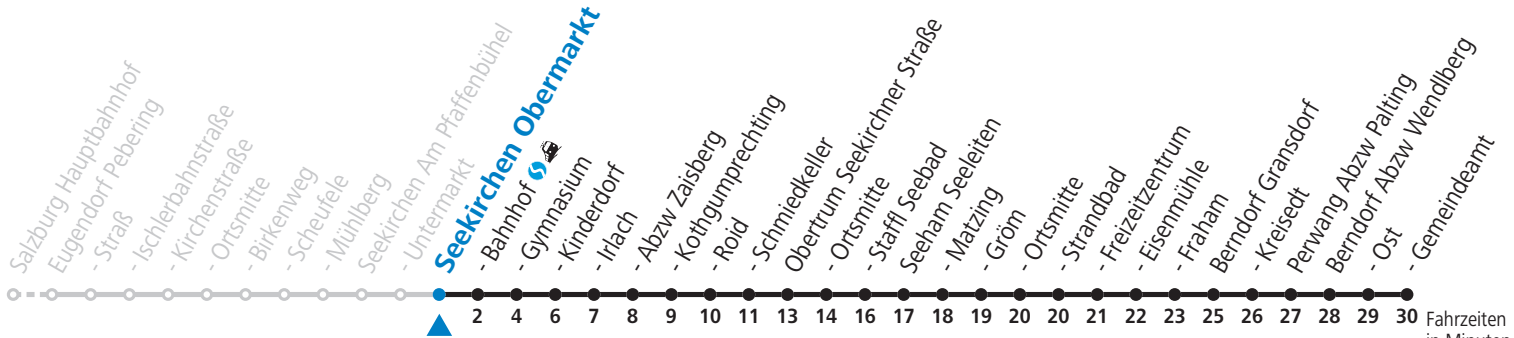 Salzburg Hauptbahnhof
Eugendorf Pebering
- Straß
- Ischerbahnstraße
- Kirchenstraße
- Ortsmitte
- Birkenweg
- Scheufele
- Mühlberg
Seekirchen Am Pfaffenbühel
- Untermarkt
Seekirchen Obermarkt
- Bahnhof
- Gymnasium
- Kinderdorf
- Irlach
- Abzw Zaisberg
- Kothgumprechting
- Roid
- Schmiedkeller
Obertrum Seekirchner Straße
- Ortsmitte
- Staffl Seebad
Seeham Seeleiten
- Matzing
- Gröm
- Ortsmitte
- Strandbad
- Freizeitzentrum
- Eisenmühle
- Fraham
Berndorf Gransdorf
- Kreisedt
Perwang Abzw Palting
Berndorf Abzw Wendlberg
- Ost
- Gemeindeamt
2 4 6 7 8 9 10 11 13 14 16 17 18 19 20 20 21 22 23 25 26 27 28 29 30 Fahrzeiten
in Minuten